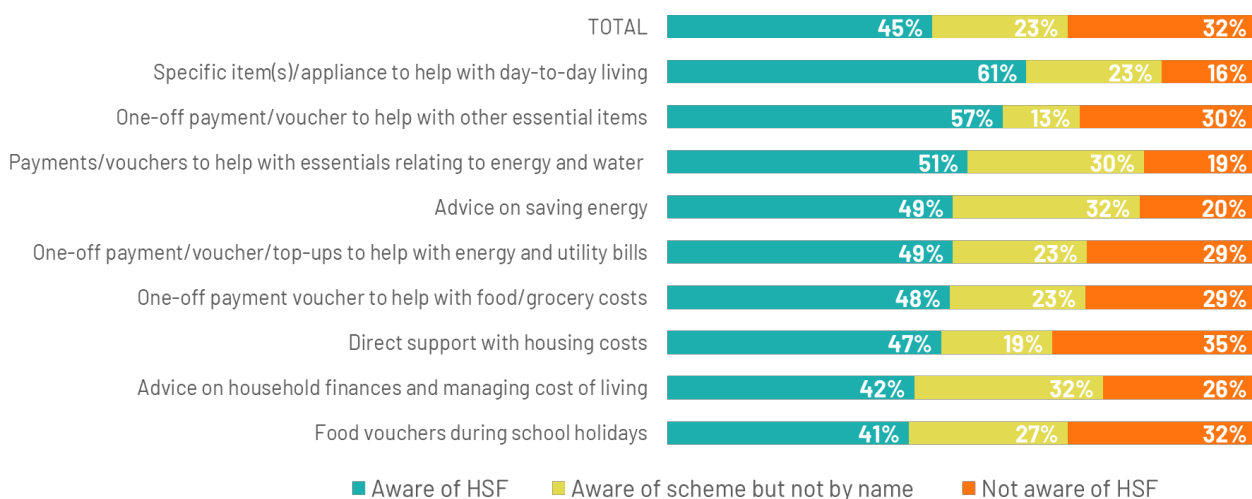 TOTAL 45% 23% 32%
Specific item(s)/appliance to help with day-to-day living 61% 23% 16%
One-off payment/voucher to help with other essential items 57% 13% 30%
Payments/vouchers to help with essentials relating to energy and water 51% 30% 19%
Advice on saving energy 49% 32% 20%
One-off payment/voucher/top-ups to help with energy and utility bills 49% 23% 29%
One-off payment voucher to help with food/grocery costs 48% 23% 29%
Direct support with housing costs 47% 19% 35%
Advice on household finances and managing cost of living 42% 32% 26%
Food vouchers during school holidays 41% 27% 32%
Aware of HSF Aware of scheme but not by name Not aware of HSF